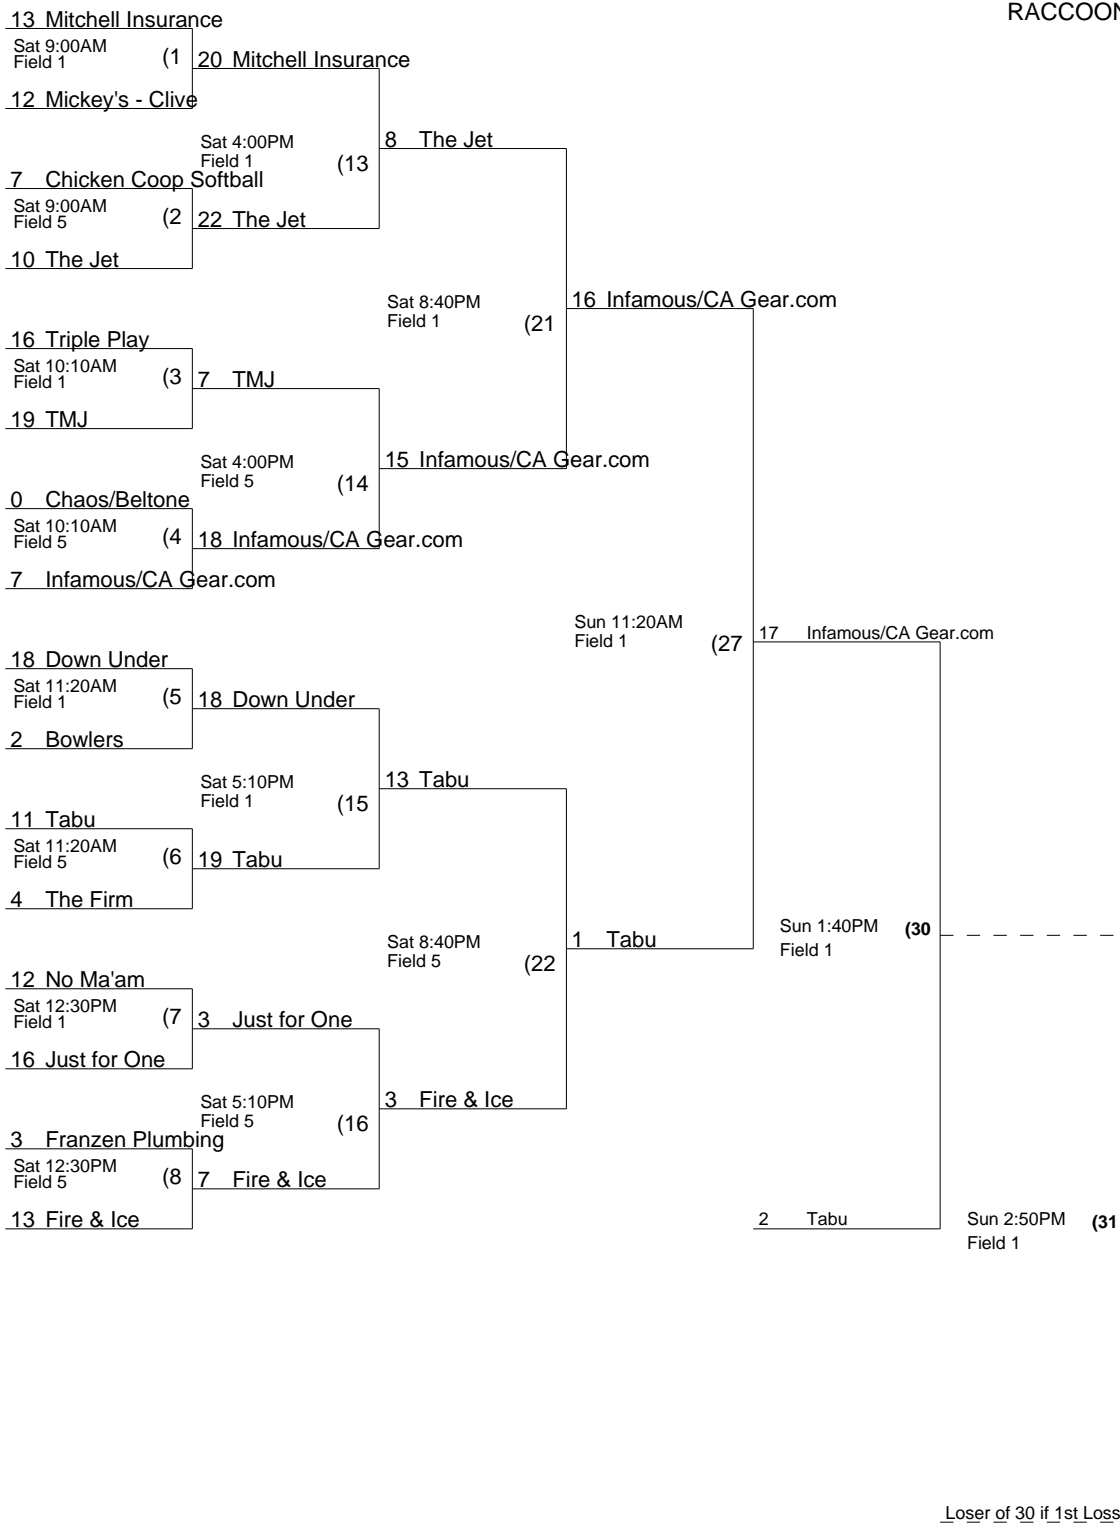 RACCOON
13 Mitchell Insurance
Sat 9:00AM
Field 1
(1
20 Mitchell Insurance
12 Mickey's - Clive
Sat 4:00PM
Field 1
(13
8 The Jet
7 Chicken Coop Softball
Sat 9:00AM
Field 5
(2
22 The Jet
10 The Jet
Sat 8:40PM
Field 1
(21
16 Infamous/CA Gear.com
16 Triple Play
Sat 10:10AM
Field 1
(3
7 TMJ
19 TMJ
Sat 4:00PM
Field 5
(14
15 Infamous/CA Gear.com
0 Chaos/Beltone
Sat 10:10AM
Field 5
(4
18 Infamous/CA Gear.com
7 Infamous/CA Gear.com
Sun 11:20AM
Field 1
(27
17 Infamous/CA Gear.com
18 Down Under
Sat 11:20AM
Field 1
(5
18 Down Under
2 Bowlers
Sat 5:10PM
Field 1
(15
13 Tabu
11 Tabu
Sat 11:20AM
Field 5
(6
19 Tabu
4 The Firm
Sat 8:40PM
Field 5
(22
1 Tabu
Sun 1:40PM
Field 1
(30
12 No Ma'am
Sat 12:30PM
Field 1
(7
3 Just for One
16 Just for One
Sat 5:10PM
Field 5
(16
3 Fire & Ice
3 Franzen Plumbing
Sat 12:30PM
Field 5
(8
7 Fire & Ice
13 Fire & Ice
2 Tabu
Sun 2:50PM
Field 1
(31
Loser of 30 if 1st Loss